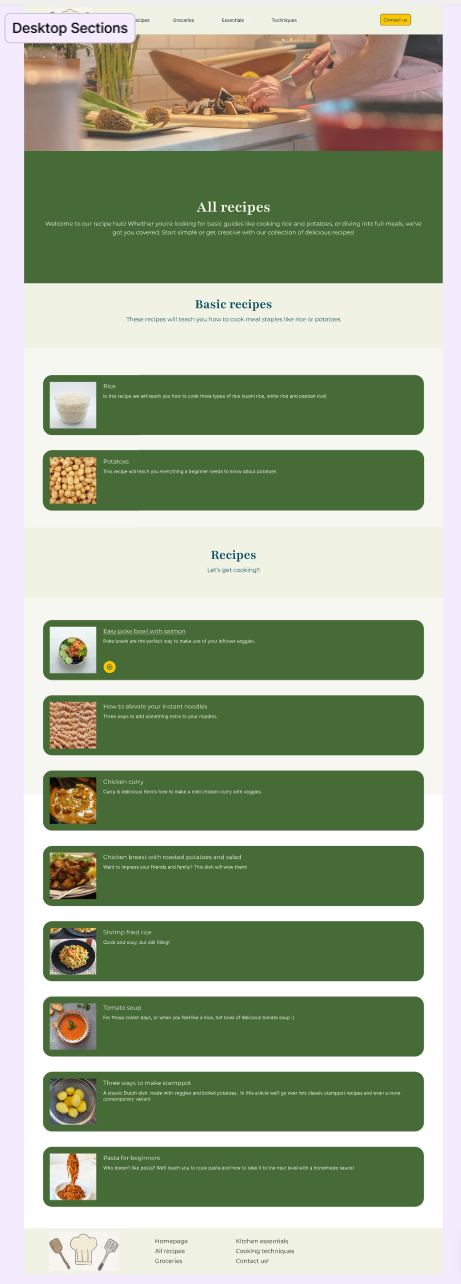 Desktop Sections
Groceries
Essentials
Techniques
Contact us
All recipes
Welcome to our recipe hub! Whether you're looking for basic guides like cooking rice and potatoes, or diving into full meals, we've
got you covered. Start simple or get creative with our collection of delicious recipes!
Basic recipes
These recipes will teach you how to cook meal staples like rice or potatoes
Rice
In this recipe we will teach you how to cook three types of rice (sushi rice, white rice and pandan rice)
Potatoes
This recipe will teach you everything a beginner needs to know about potatoes
Recipes
Let's get cooking!!
Easy poke bowl with salmon
Poke bowls are the perfect way to make use of your leftover veggies.
How to elevate your instant noodles
Three ways to add something extra to your noodles.
Chicken curry
Curry is delicious! Here's how to make a mild chicken curry with veggies.
Chicken breast with roasted potatoes and salad
Want to impress your friends and family? This dish will wow them!
Shrimp fried rice
Quick and easy, but still filling!
Tomato soup
For those colder days, or when you feel like a nice, hot bowl of delicious tomato soup :)
Three ways to make stamppot
A classic Dutch dish, made with veggies and boiled potatoes. In this article we'll go over two classic stamppot recipes and even a more
contemporary variant
Pasta for beginners
Who doesn't like pasta? We'll teach you to cook pasta and how to take it to the next level with a homemade sauce!
Homepage
Kitchen essentials
All recipes
Cooking techniques
Groceries
Contact us!